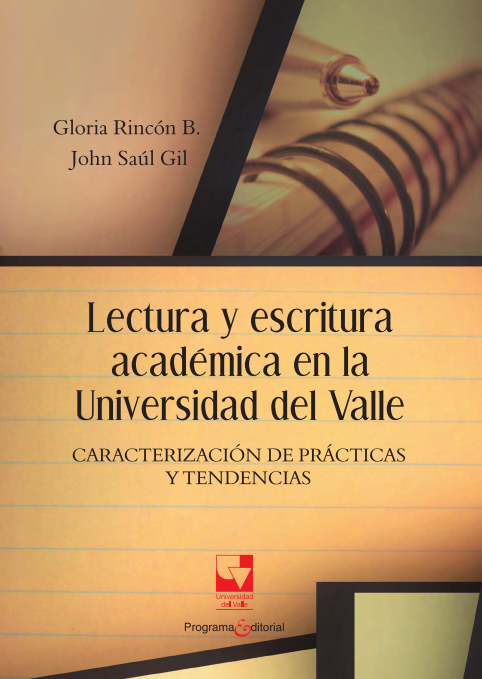 Gloria Rincón B.
John Saúl Gil
Lectura y escritura
académica en la
Universidad del Valle
CARACTERIZACIÓN DE PRÁCTICAS
Y TENDENCIAS
Universidad
del Valle
Programa Editorial